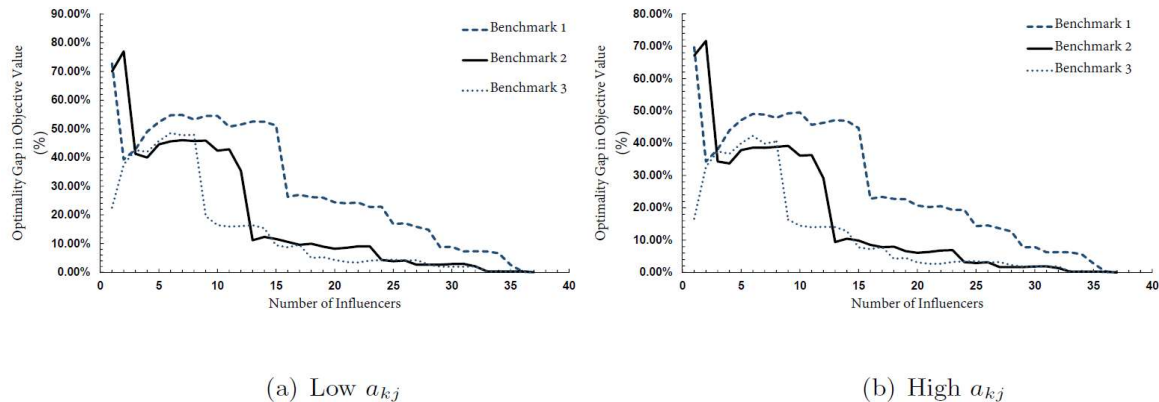 90.00%
80.00%
70.00%
60.00%
50.00%
40.00%
30.00%
20.00%
10.00%
0.00%
Optimality Gap in Objective Value
(%)
Benchmark 1
Benchmark 2
Benchmark 3
0 5 10 15 20 25 30 35 40
Number of Influencers
(a) Low a_{kj}
80.00%
70.00%
60.00%
50.00%
40.00%
30.00%
20.00%
10.00%
0.00%
Optimality Gap in Objective Value
(%)
Benchmark 1
Benchmark 2
Benchmark 3
0 5 10 15 20 25 30 35 40
Number of Influencers
(b) High a_{kj}